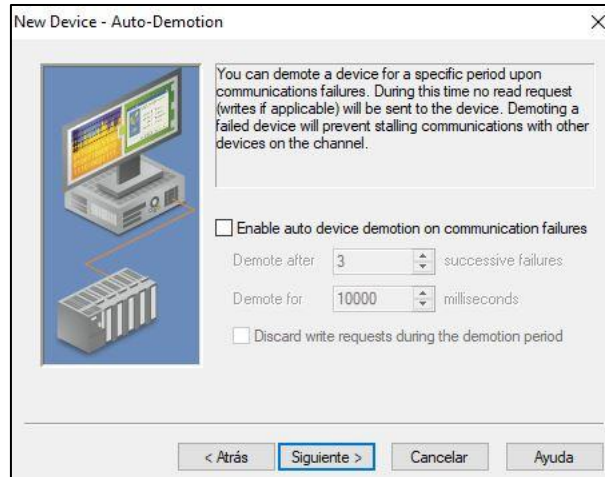 New Device - Auto-Demotion
You can demote a device for a specific period upon
communications failures. During this time no read request
(writes if applicable) will be sent to the device. Demoting a
failed device will prevent stalling communications with other
devices on the channel.
Enable auto device demotion on communication failures
Demote after 3 successive failures
Demote for 10000 milliseconds
Discard write requests during the demotion period
< Atrás Siguiente > Cancelar Ayuda